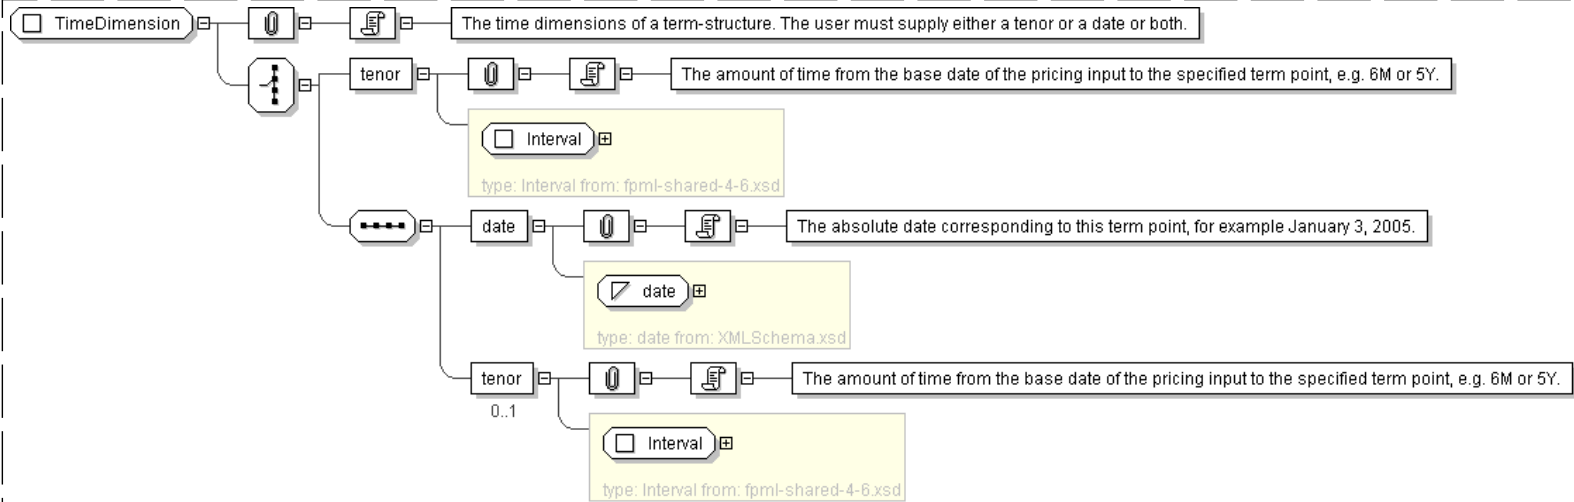 TimeDimension
The time dimensions of a term-structure. The user must supply either a tenor or a date or both.
tenor
The amount of time from the base date of the pricing input to the specified term point, e.g. 6M or 5Y.
Interval
type: Interval from: fpml-shared-4-6.xsd
date
The absolute date corresponding to this term point, for example January 3, 2005.
date
type: date from: XMLSchema.xsd
tenor
The amount of time from the base date of the pricing input to the specified term point, e.g. 6M or 5Y.
0..1
Interval
type: Interval from: fpml-shared-4-6.xsd